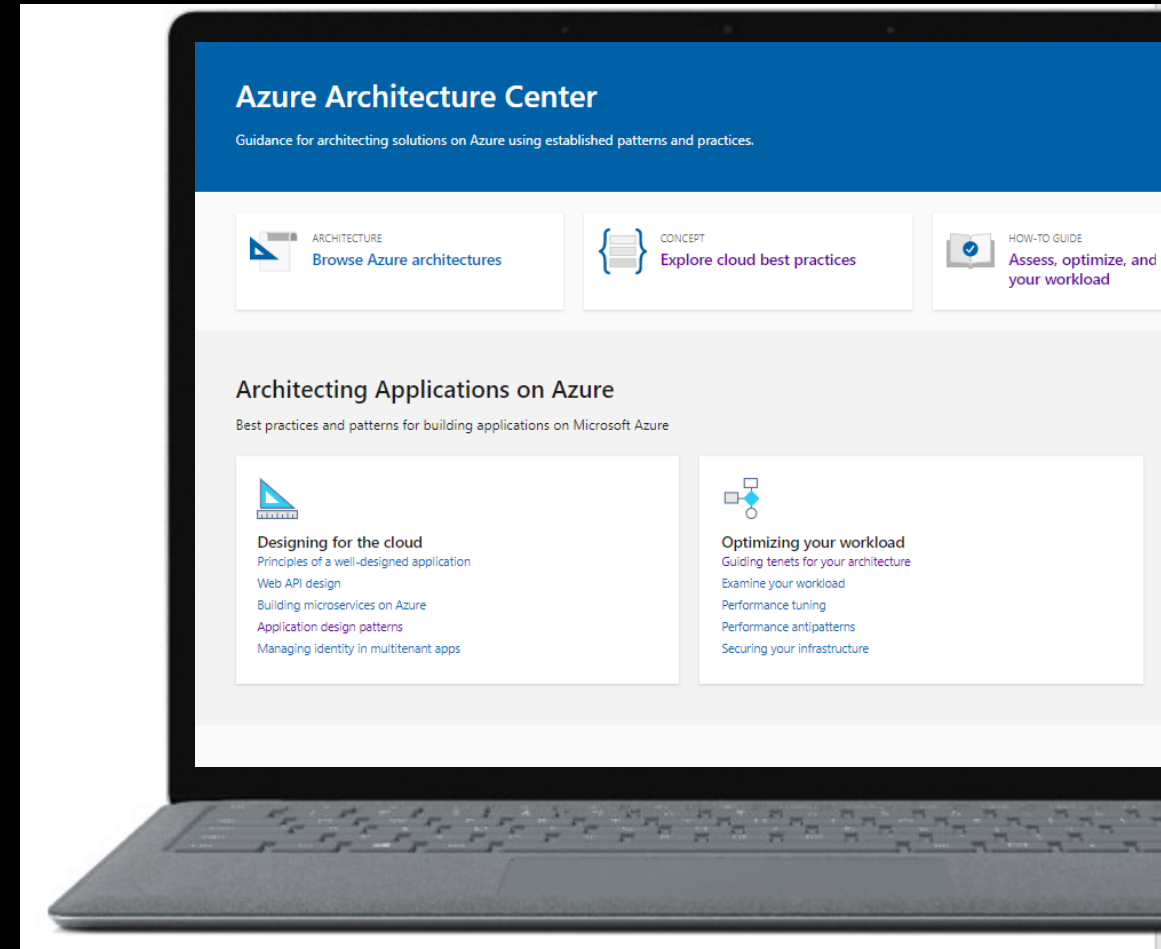 Azure Architecture Center
Guidance for architecting solutions on Azure using established patterns and practices.
ARCHITECTURE
Browse Azure architectures
CONCEPT
Explore cloud best practices
HOW-TO GUIDE
Assess, optimize, and
your workload
Architecting Applications on Azure
Best practices and patterns for building applications on Microsoft Azure
Designing for the cloud
Principles of a well-designed application
Web API design
Building microservices on Azure
Application design patterns
Managing identity in multitenant apps
Optimizing your workload
Guiding tenets for your architecture
Examine your workload
Performance tuning
Performance antipatterns
Securing your infrastructure